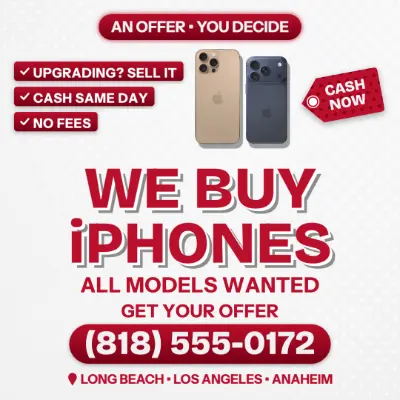 AN OFFER • YOU DECIDE
UPGRADING? SELL IT
CASH SAME DAY
NO FEES
CASH
NOW
WE BUY
iPHONES
ALL MODELS WANTED
GET YOUR OFFER
(818) 555-0172
LONG BEACH • LOS ANGELES • ANAHEIM